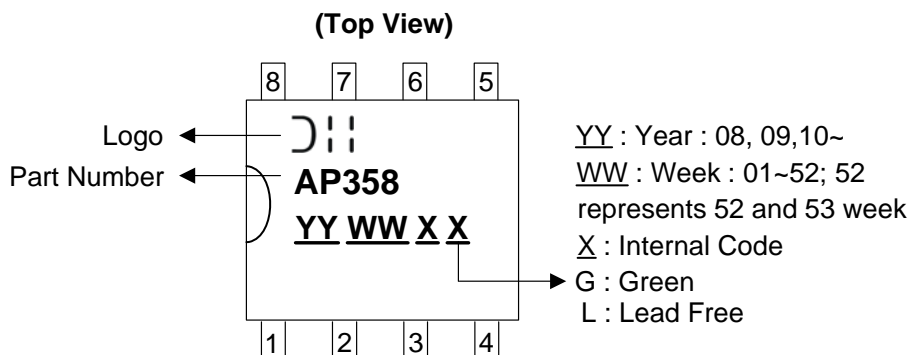 (Top View)
8 7 6 5
Logo
Part Number
AP358
YY WW X X
YY : Year : 08, 09,10~
WW : Week : 01~52; 52
represents 52 and 53 week
X : Internal Code
G : Green
L : Lead Free
1 2 3 4